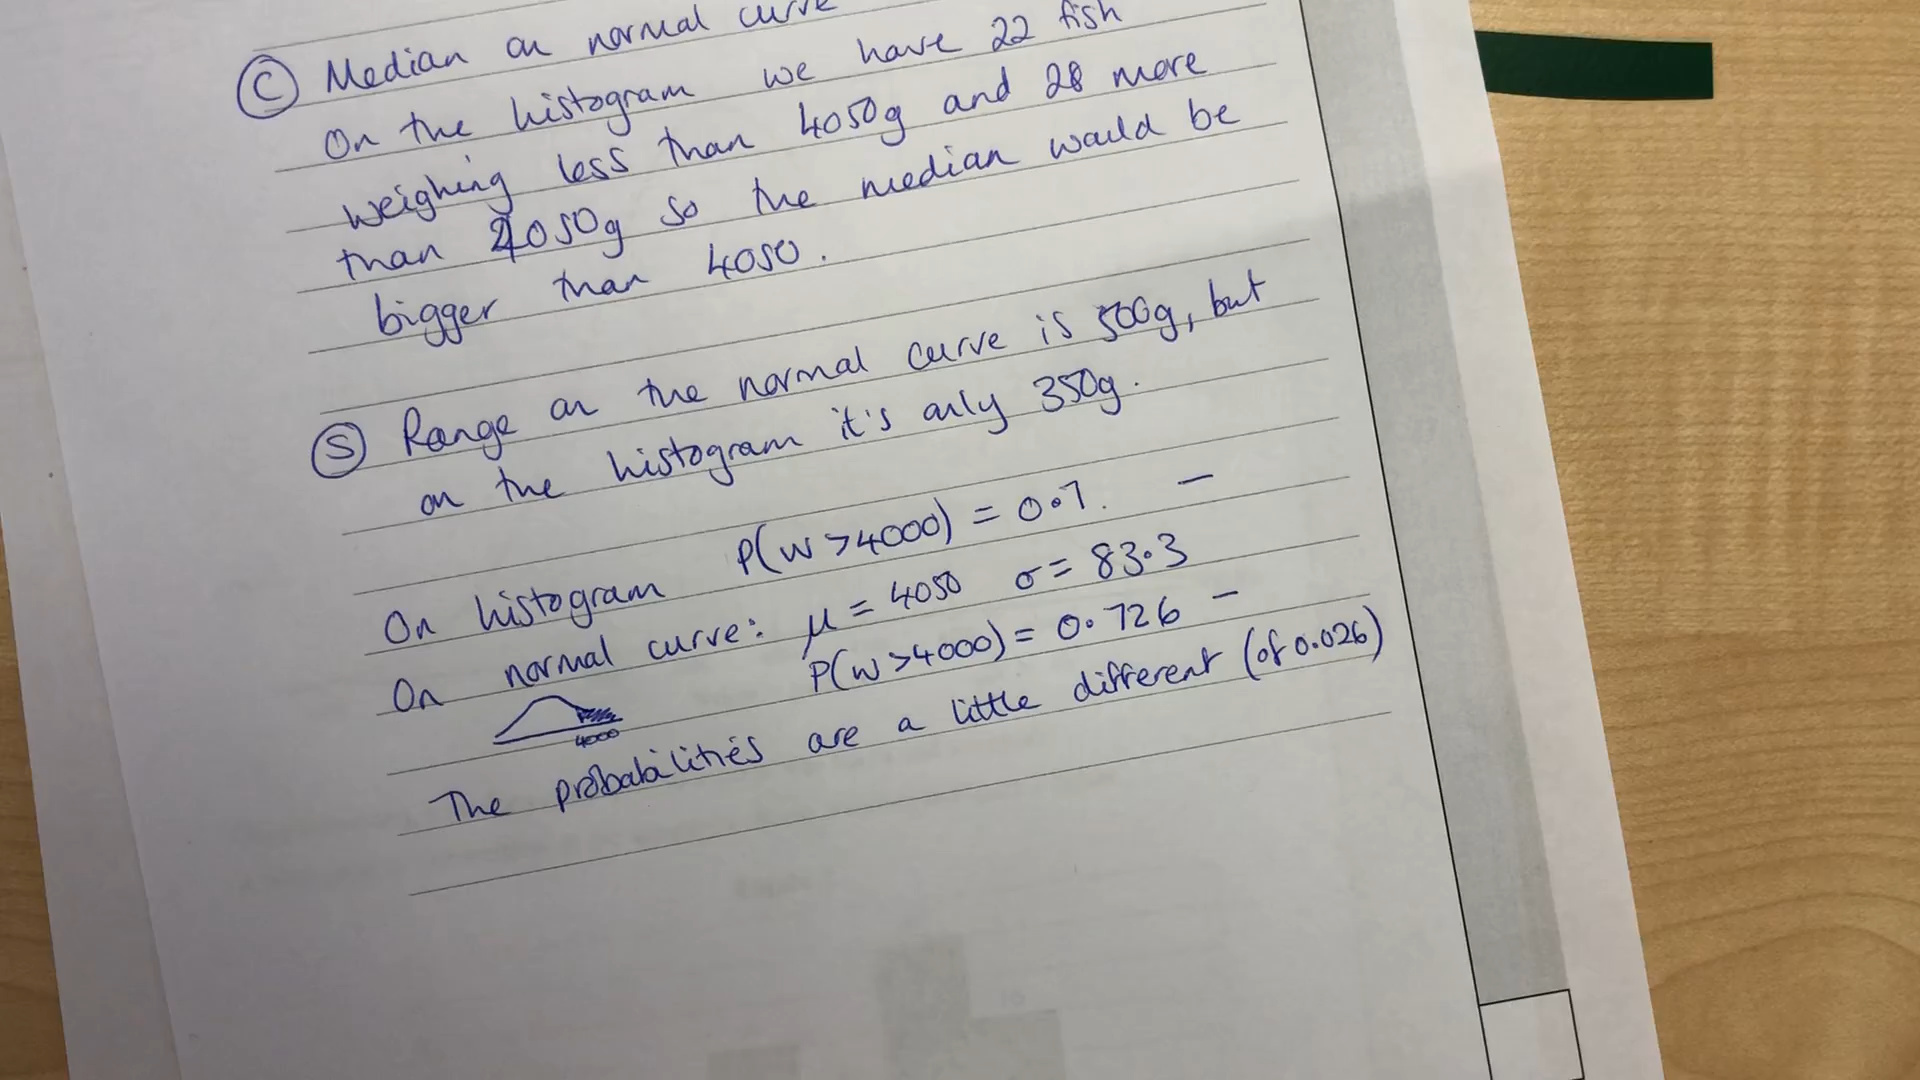 C Median on normal curve
On the histogram we have 22 fish
weighing less than 4050g and 28 more
than 4050g so the median would be
bigger than 4050.
S Range on the normal curve is 500g, but
on the histogram it's only 350g.
On histogram P(W>4000) = 0.7. –
On normal curve: μ = 4050 σ = 83.3
P(W>4000) = 0.726 –
4000
The probabilities are a little different (of 0.026)